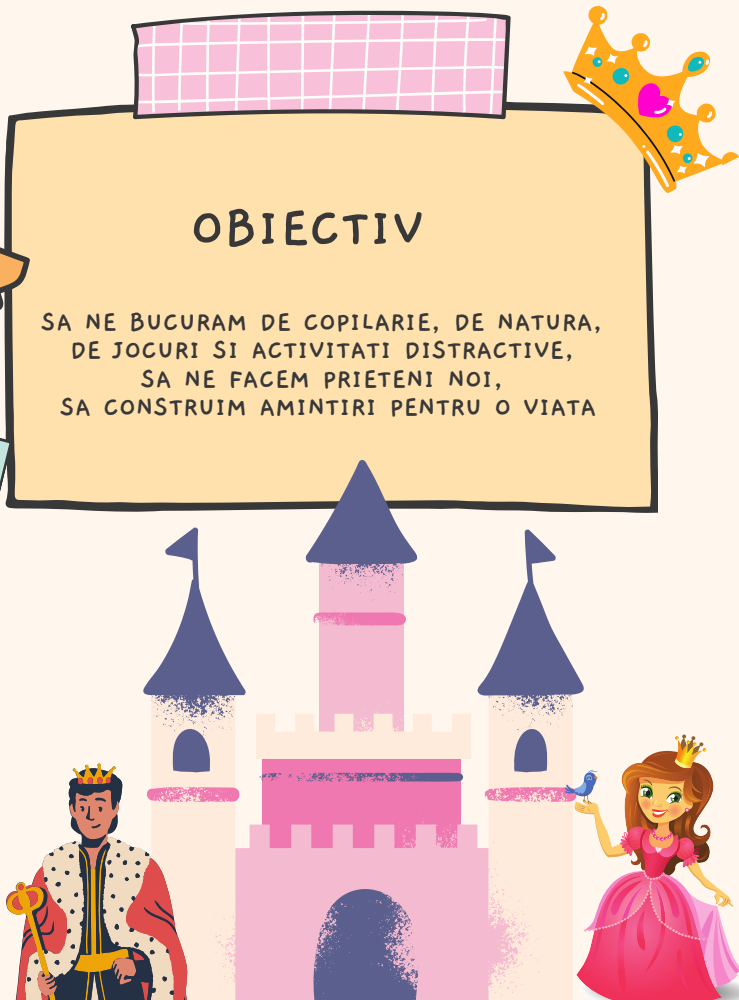 OBIECTIV
SA NE BUCURAM DE COPILARIE, DE NATURA,
DE JOCURI SI ACTIVITATI DISTRACTIVE,
SA NE FACEM PRIETENI NOI,
SA CONSTRUIM AMINTIRI PENTRU O VIATA